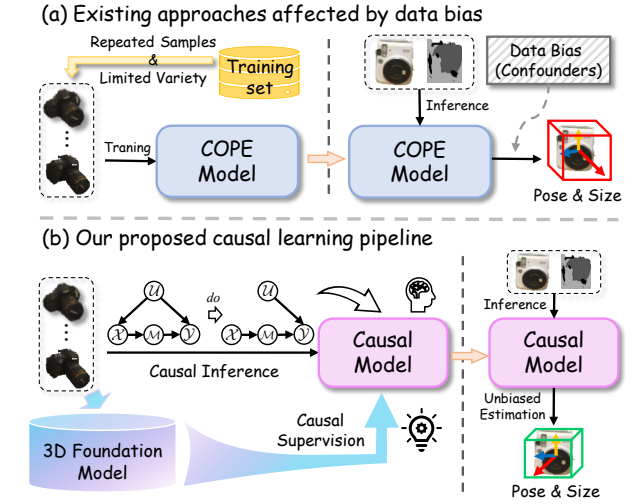 (a) Existing approaches affected by data bias
Repeated Samples
&
Limited Variety
Training
set
Data Bias
(Confounders)
Inference
Traning
COPE
Model
COPE
Model
Pose & Size
(b) Our proposed causal learning pipeline
U
do
U
X
M
Y
X
M
Y
Causal Inference
Causal
Model
Inference
Causal
Model
Unbiased
Estimation
3D Foundation
Model
Causal
Supervision
Pose & Size